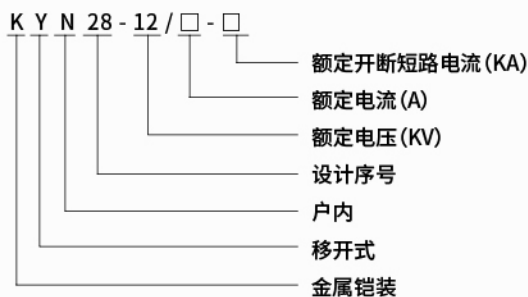 KYN28-12/□-□
额定开断短路电流(KA)
额定电流(A)
额定电压(KV)
设计序号
户内
移开式
金属铠装